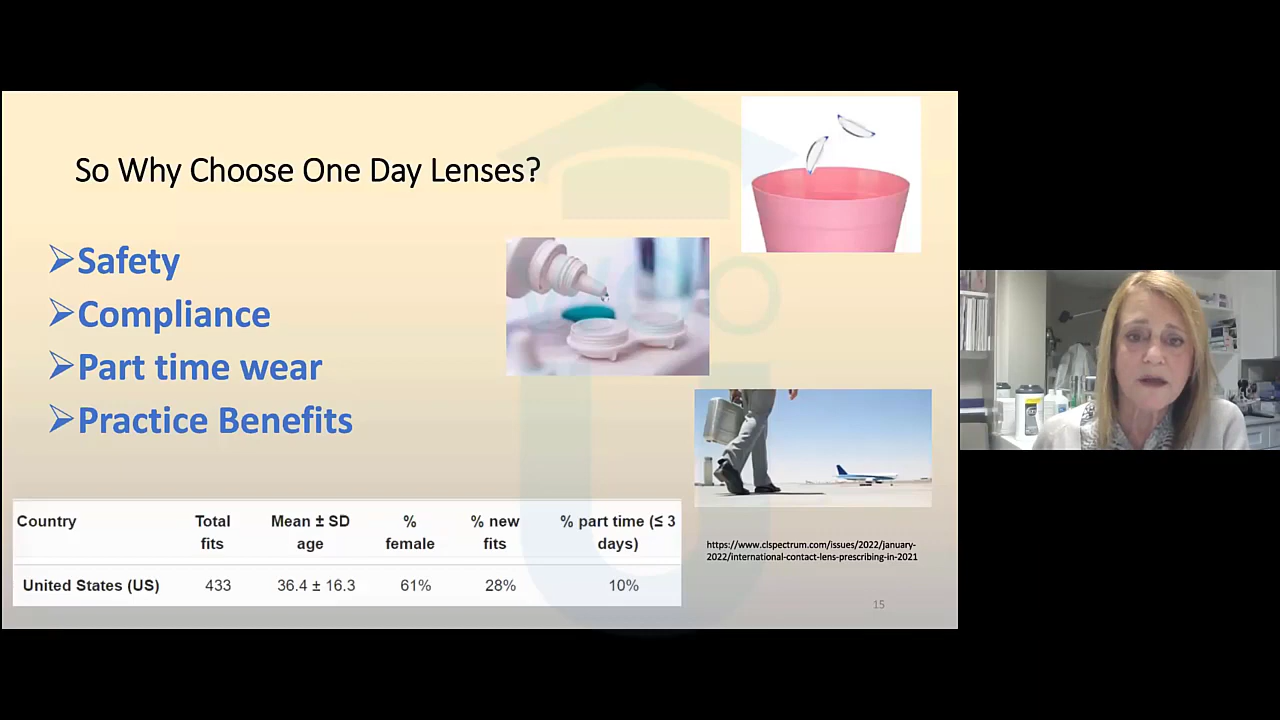 So Why Choose One Day Lenses?
➢Safety
➢Compliance
➢Part time wear
➢Practice Benefits
Country Total fits Mean ± SD age % female % new fits % part time (≤ 3 days)
United States (US) 433 36.4 ± 16.3 61% 28% 10%
https://www.clspectrum.com/issues/2022/january-
2022/international-contact-lens-prescribing-in-2021
15